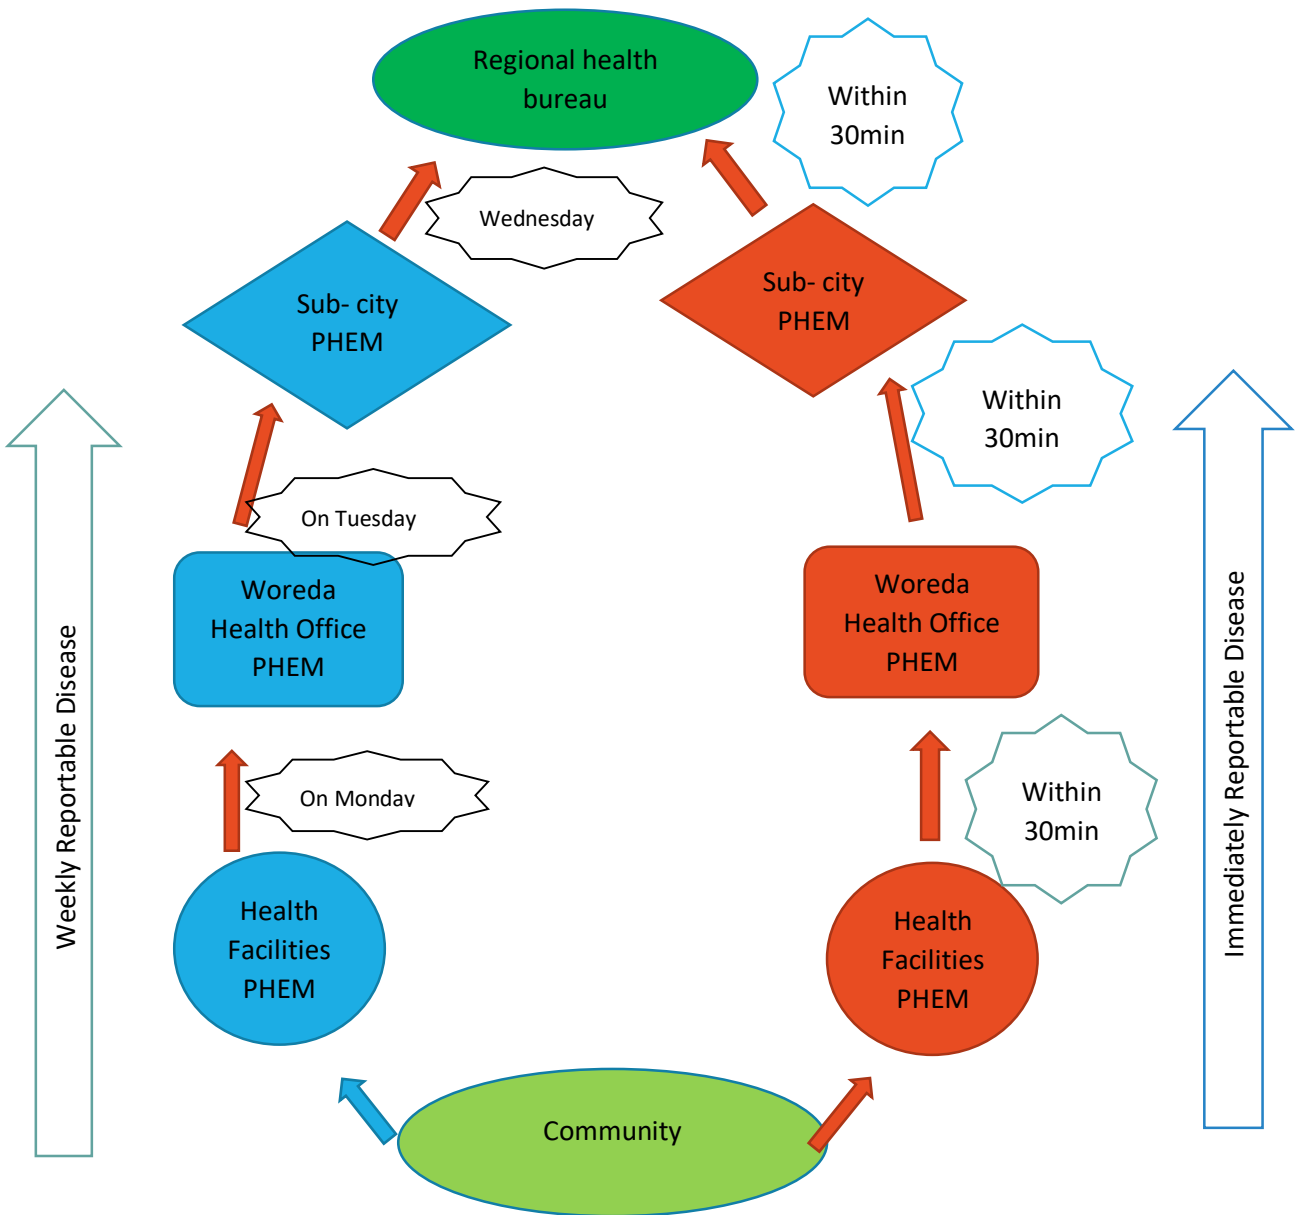 Regional health
bureau
Within
30min
Wednesday
Sub- city
PHEM
Sub- city
PHEM
Within
30min
On Tuesday
Woreda
Health Office
PHEM
Woreda
Health Office
PHEM
Weekly Reportable Disease
Immediately Reportable Disease
On Monday
Within
30min
Health
Facilities
PHEM
Health
Facilities
PHEM
Community